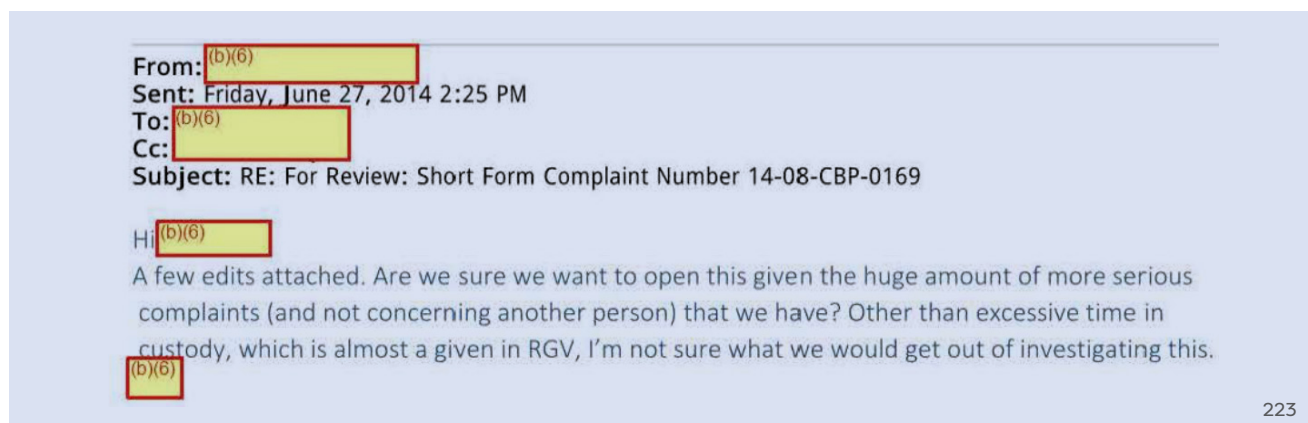 From: (b)(6)
Sent: Friday, June 27, 2014 2:25 PM
To: (b)(6)
Cc:
Subject: RE: For Review: Short Form Complaint Number 14-08-CBP-0169
Hi (b)(6)
A few edits attached. Are we sure we want to open this given the huge amount of more serious
complaints (and not concerning another person) that we have? Other than excessive time in
custody, which is almost a given in RGV, I'm not sure what we would get out of investigating this.
(b)(6)
223